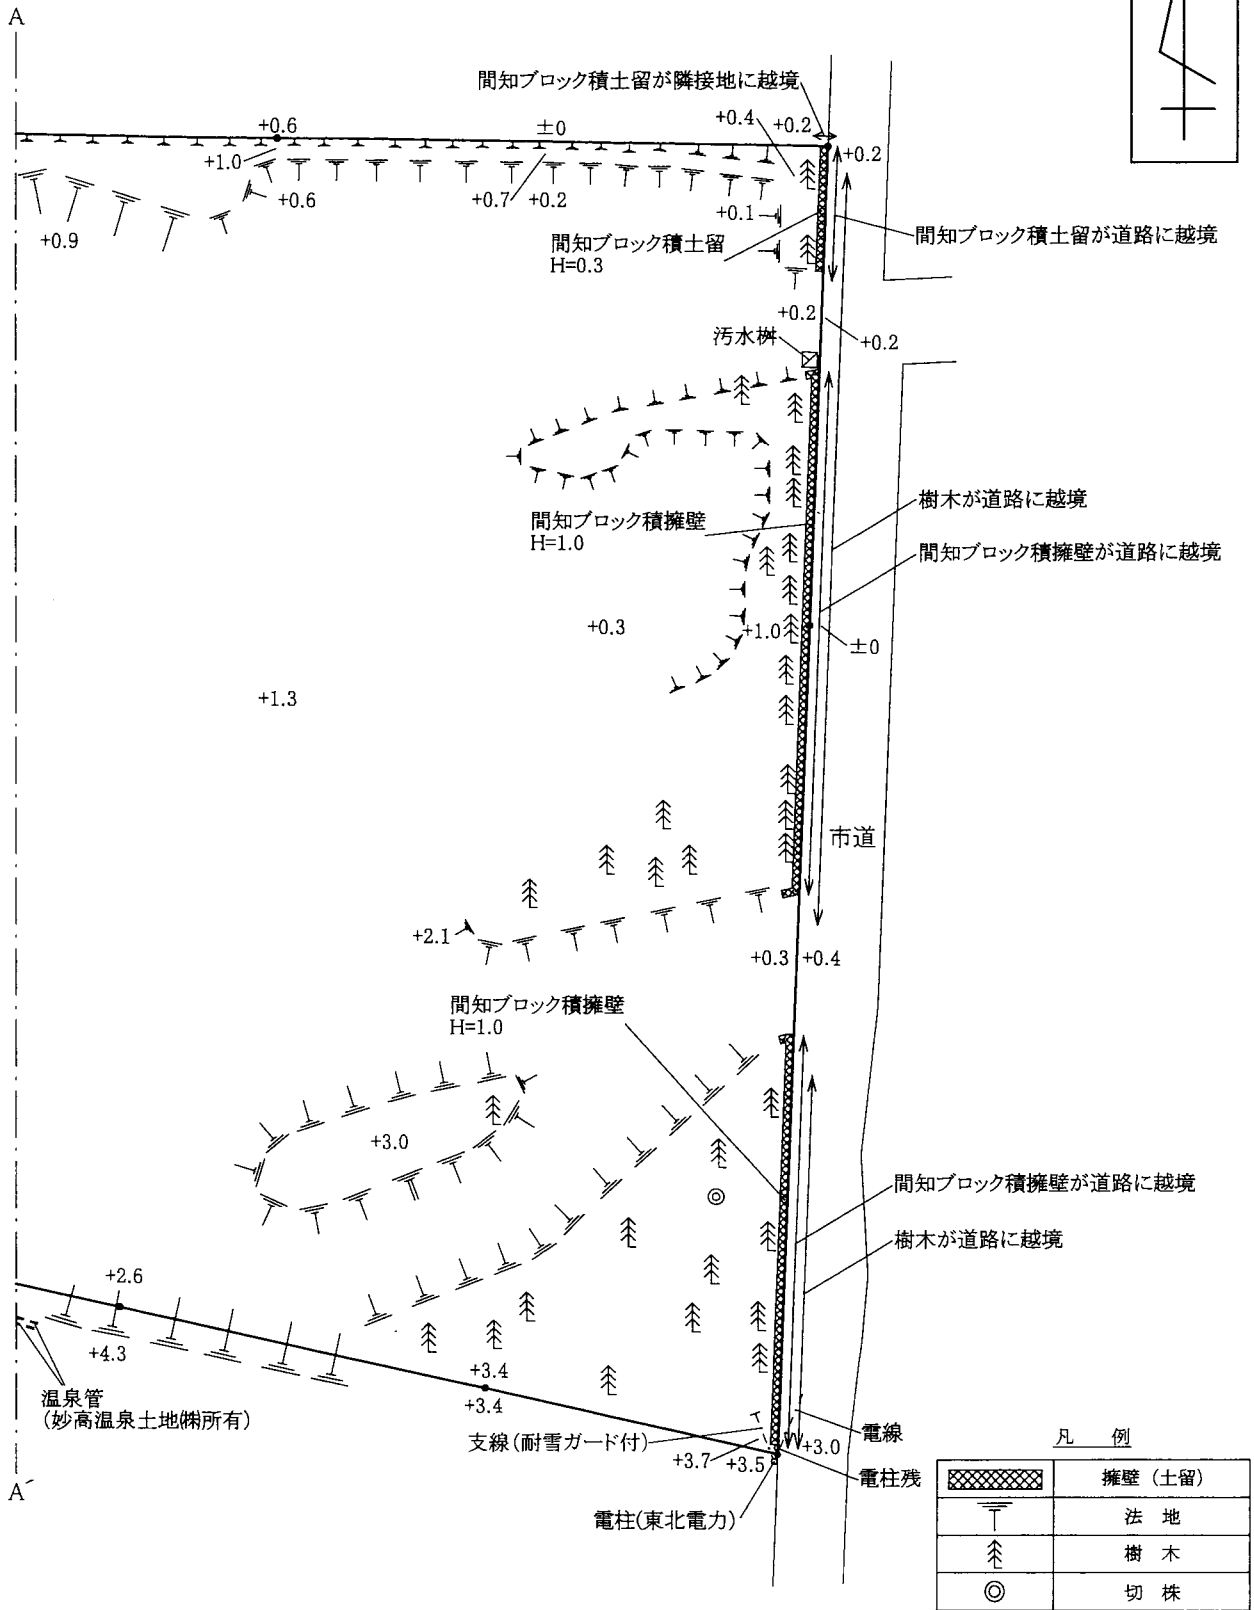 A
間知ブロック積土留が隣接地に越境
+0.6
±0
+0.4
+0.2
+0.2
+1.0
+0.6
+0.7
+0.2
+0.1
+0.9
間知ブロック積土留
H=0.3
間知ブロック積土留が道路に越境
+0.2
+0.2
汚水桝
樹木が道路に越境
間知ブロック積擁壁
H=1.0
間知ブロック積擁壁が道路に越境
+0.3
+1.0
±0
+1.3
市道
+2.1
+0.3
+0.4
間知ブロック積擁壁
H=1.0
+3.0
間知ブロック積擁壁が道路に越境
樹木が道路に越境
+2.6
+4.3
+3.4
+3.4
温泉管
(妙高温泉土地㈱所有)
支線(耐雪ガード付)
電線
+3.7
+3.5
+3.0
電柱残
電柱(東北電力)
A´
凡 例
擁壁 (土留)
法 地
樹 木
切 株